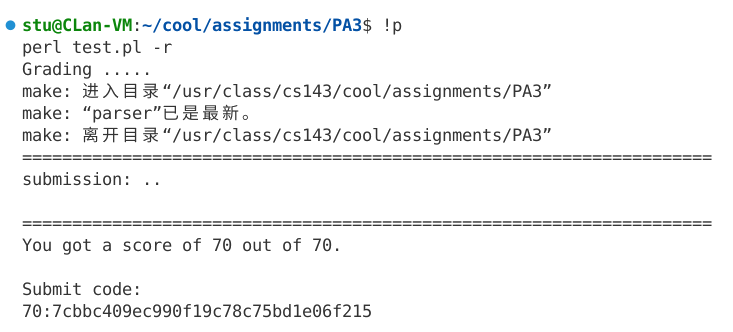 stu@CLan-VM:~/cool/assignments/PA3$ !p
perl test.pl -r
Grading .....
make: 进入目录“/usr/class/cs143/cool/assignments/PA3”
make: “parser”已是最新。
make: 离开目录“/usr/class/cs143/cool/assignments/PA3”
=====================================================================
submission: ..
=====================================================================
You got a score of 70 out of 70.
Submit code:
70:7cbbc409ec990f19c78c75bd1e06f215